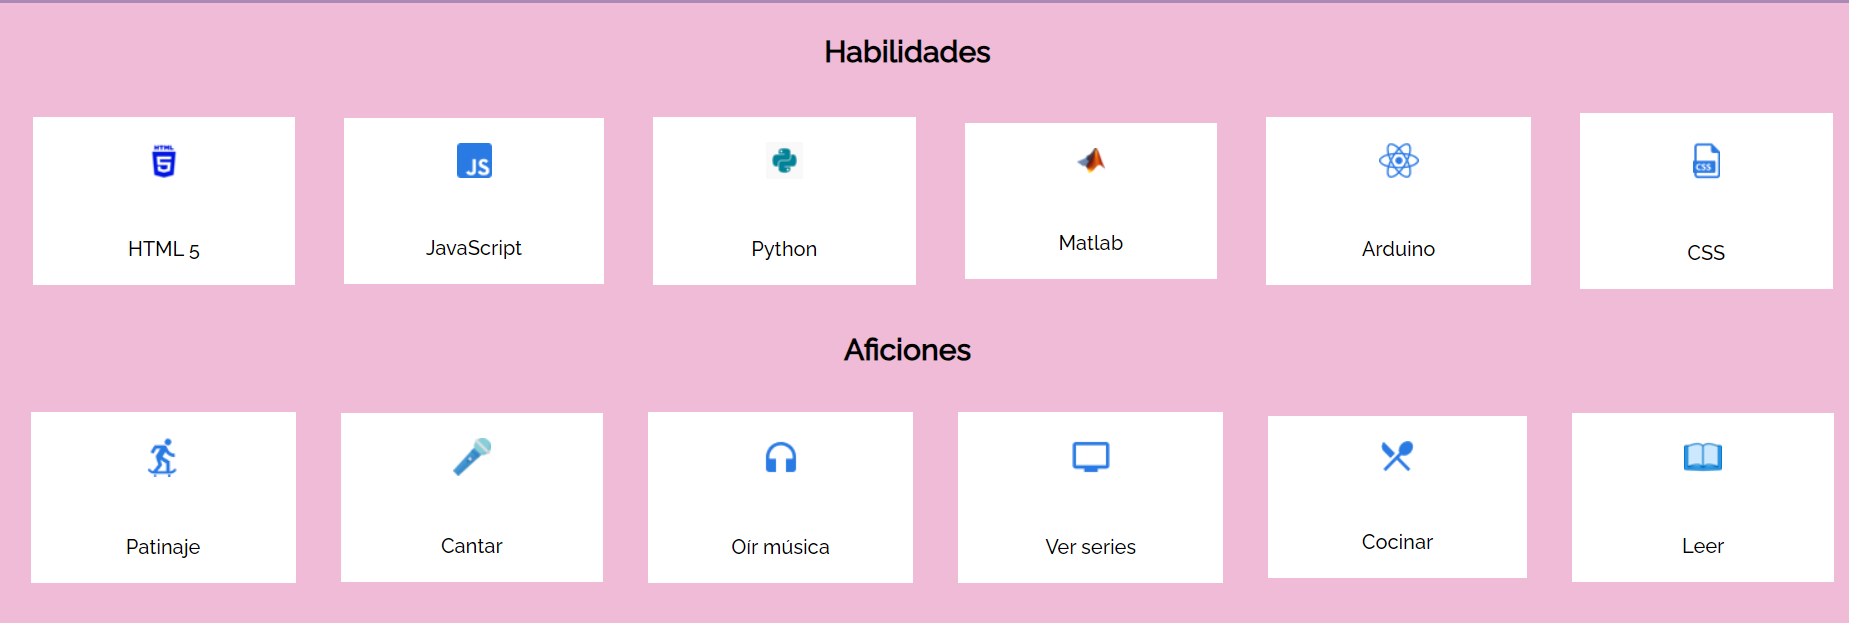 Habilidades
HTML
5
JS
CSS
HTML 5
JavaScript
Python
Matlab
Arduino
CSS
Aficiones
Patinaje
Cantar
Oír música
Ver series
Cocinar
Leer